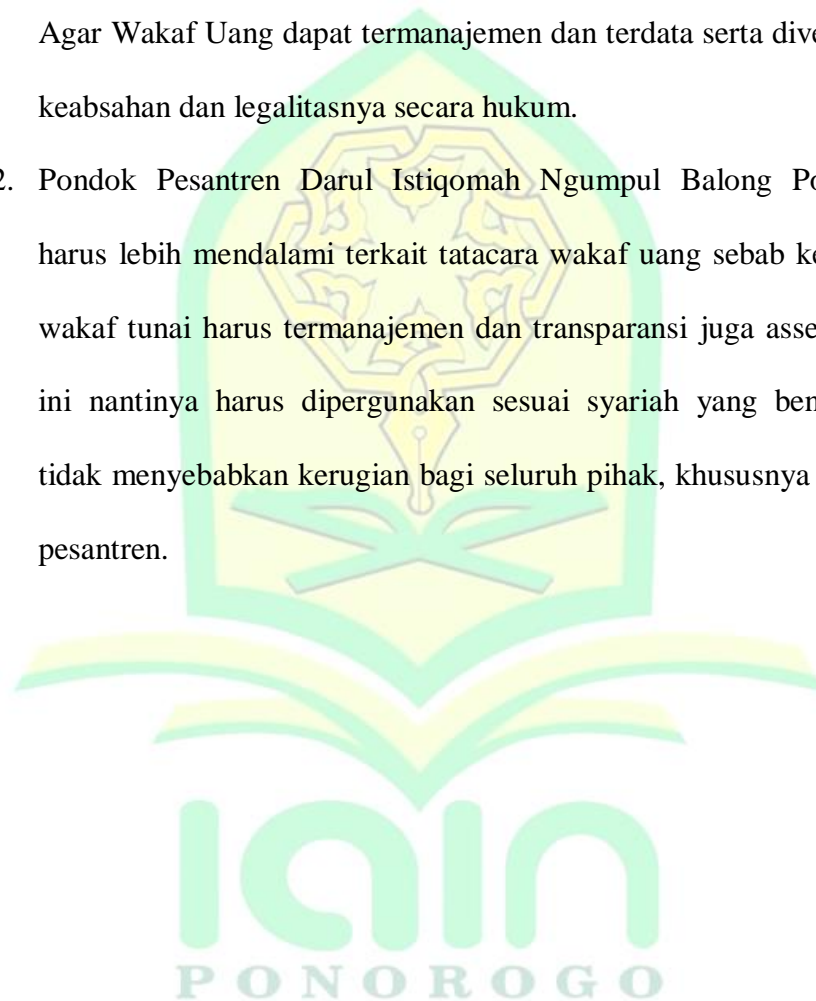 Agar Wakaf Uang dapat termanajemen dan terdata serta dive
keabsahan dan legalitasnya secara hukum.
2. Pondok Pesantren Darul Istiqomah Ngumpul Balong Po
harus lebih mendalami terkait tatacara wakaf uang sebab ke
wakaf tunai harus termanajemen dan transparansi juga asse
ini nantinya harus dipergunakan sesuai syariah yang ben
tidak menyebabkan kerugian bagi seluruh pihak, khususnya
pesantren.
iain
PONOROGO